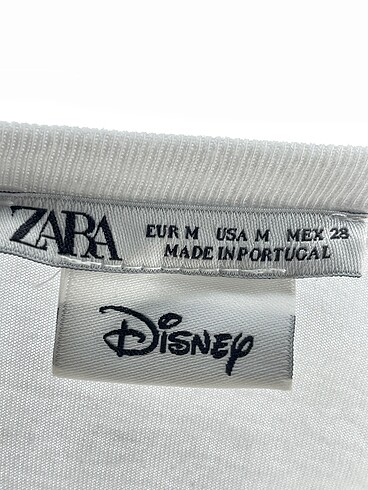 ZARA EUR M USA M MEX 28
MADE IN PORTUGAL
Disney